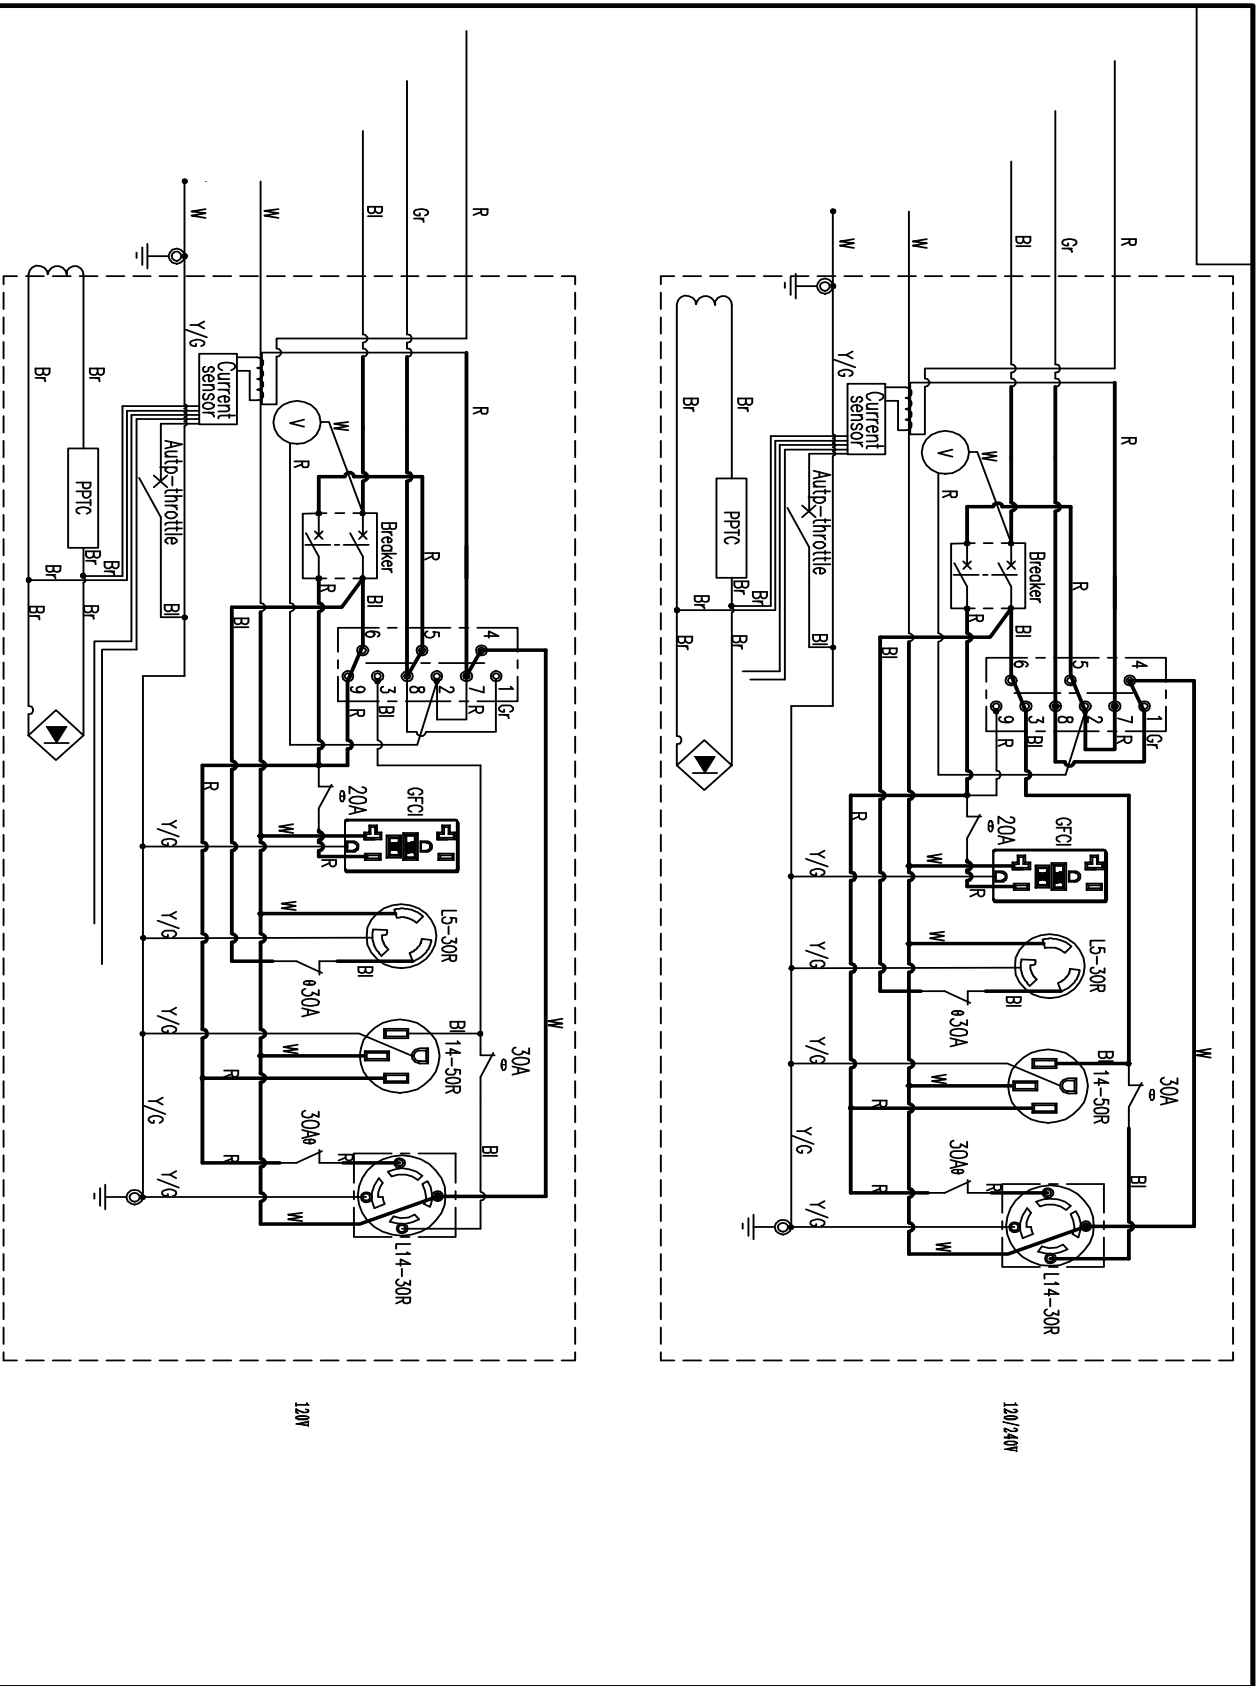 R
Gr
Bl
W
W
Y/G
R
Current
sensor
V
W
R
Br
Br
PPTC
Auto-throttle
Breaker
R
R
Bl
Bl
Br
Br
Br
Br
Br
Bl
4
5
6
1
7
2
8
3
9
Gr
R
Bl
R
R
20A
GFCI
W
R
Y/G
L5-30R
W
Y/G
Bl
30A
14-50R
Bl
30A
W
Y/G
W
R
Y/G
30A
Bl
R
R
Y/G
W
L14-30R
120/240V
R
Gr
Bl
W
W
Y/G
R
Current
sensor
V
W
R
Br
Br
PPTC
Auto-throttle
Breaker
R
R
Bl
Bl
Br
Br
Br
Br
Br
Bl
4
5
6
1
7
2
8
3
9
Gr
R
Bl
R
R
20A
GFCI
W
R
Y/G
L5-30R
W
Y/G
Bl
30A
14-50R
Bl
30A
W
Y/G
W
R
Y/G
30A
Bl
R
R
Y/G
W
L14-30R
120V